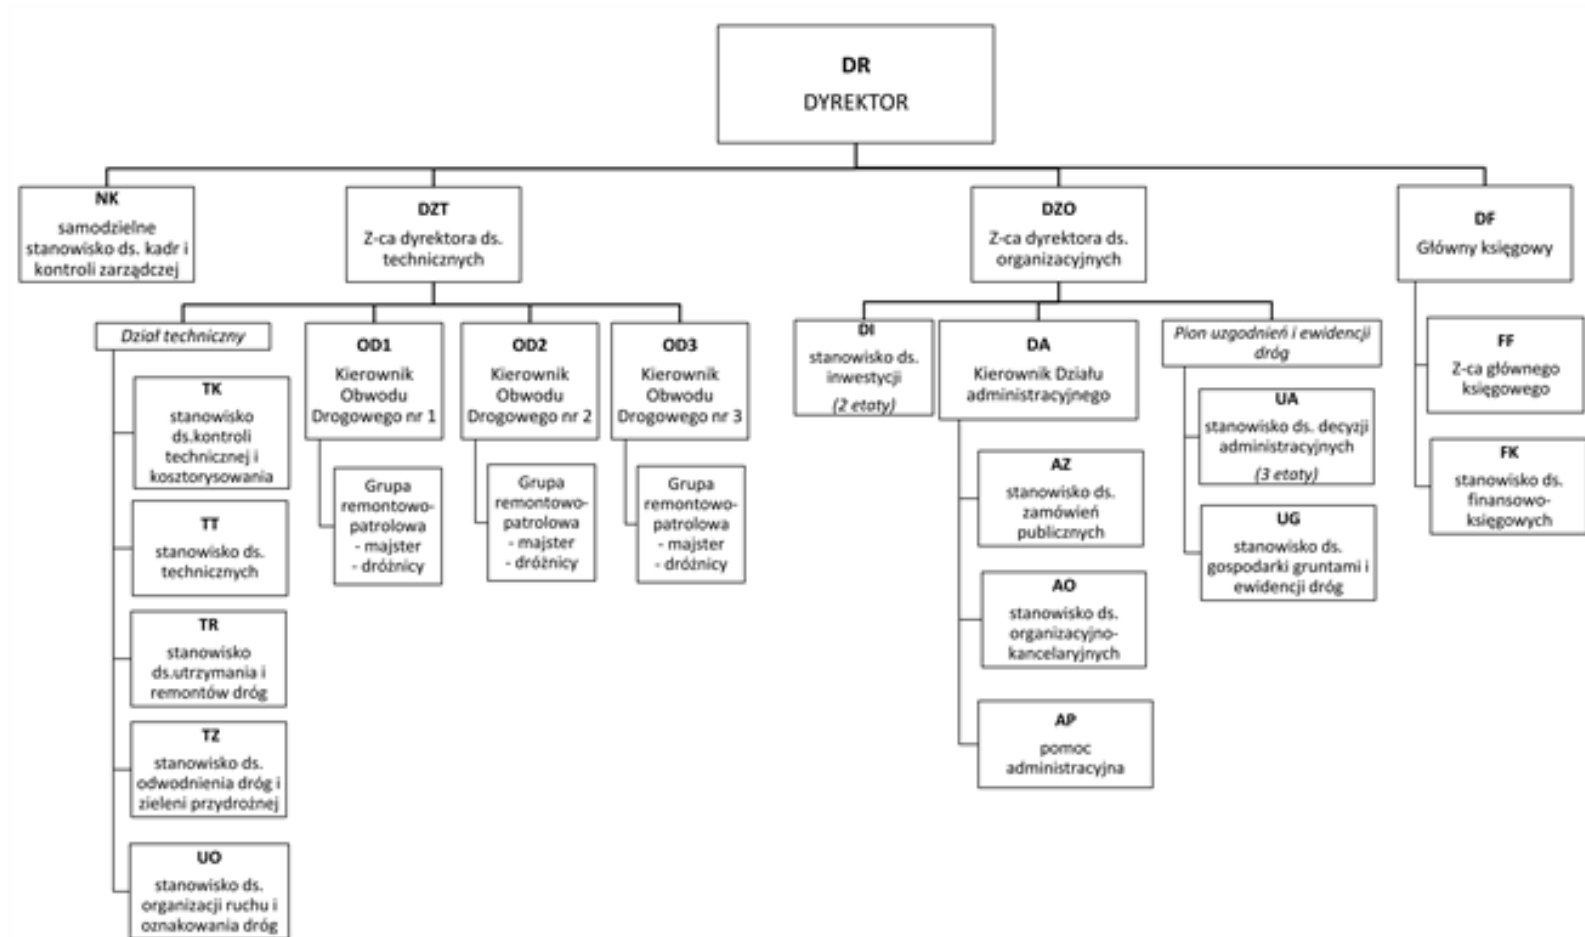 DR
DYREKTOR
NK
samodzielne
stanowisko ds. kadr i
kontroli zarządczej
DZT
Z-ca dyrektora ds.
technicznych
DZO
Z-ca dyrektora ds.
organizacyjnych
DF
Główny księgowy
Dział techniczny
TK
stanowisko
ds.kontroli
technicznej i
kosztorysowania
TT
stanowisko ds.
technicznych
TR
stanowisko
ds.utrzymania i
remontów dróg
TZ
stanowisko ds.
odwodnienia dróg i
zieleni przydrożnej
UO
stanowisko ds.
organizacji ruchu i
oznakowania dróg
OD1
Kierownik
Obwodu
Drogowego nr 1
Grupa
remontowo-
patrolowa
- majster
- dróżnicy
OD2
Kierownik
Obwodu
Drogowego nr 2
Grupa
remontowo-
patrolowa
- majster
- dróżnicy
OD3
Kierownik
Obwodu
Drogowego nr 3
Grupa
remontowo-
patrolowa
- majster
- dróżnicy
DI
stanowisko ds.
inwestycji
(2 etaty)
DA
Kierownik Działu
administracyjnego
AZ
stanowisko ds.
zamówień
publicznych
AO
stanowisko ds.
organizacyjno-
kancelaryjnych
AP
pomoc
administracyjna
Pion uzgodnień i ewidencji
dróg
UA
stanowisko ds. decyzji
administracyjnych
(3 etaty)
UG
stanowisko ds.
gospodarki gruntami i
ewidencji dróg
FF
Z-ca głównego
księgowego
FK
stanowisko ds.
finansowo-
księgowych